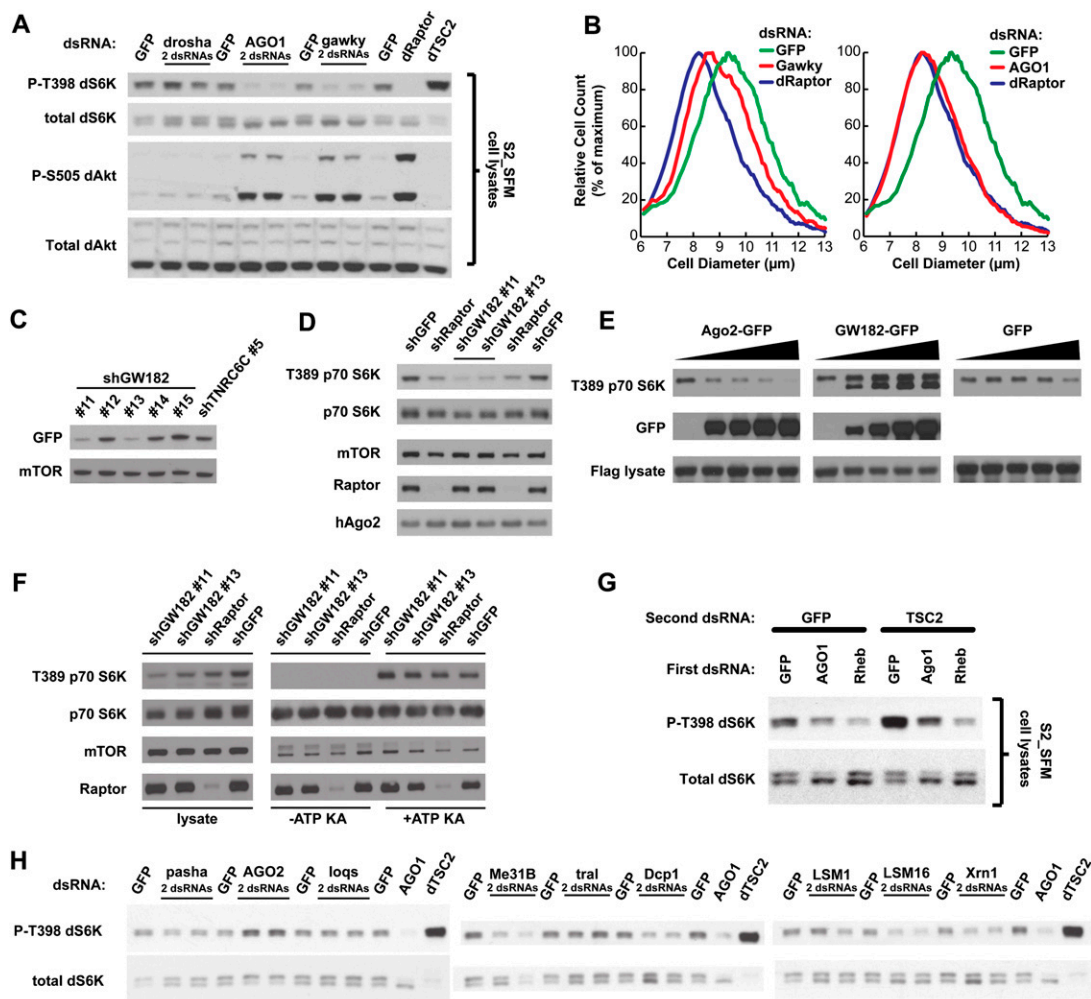 A
dsRNA:
GFP
drosha
2 dsRNAs
GFP
AGO1
2 dsRNAs
GFP
gawky
2 dsRNAs
GFP
dRaptor
dTSC2
P-T398 dS6K
total dS6K
P-S505 dAkt
Total dAkt
S2_SFM
cell lysates
B
dsRNA:
GFP
Gawky
dRaptor
Relative Cell Count
(% of maximum)
100
80
60
40
20
6 7 8 9 10 11 12 13
Cell Diameter (µm)
dsRNA:
GFP
AGO1
dRaptor
100
80
60
40
20
6 7 8 9 10 11 12 13
Cell Diameter (µm)
C
shGW182
#11
#12
#13
#14
#15
shTNRC6C #5
GFP
mTOR
D
shGFP
shRaptor
shGW182 #11
shGW182 #13
shRaptor
shGFP
T389 p70 S6K
p70 S6K
mTOR
Raptor
hAgo2
E
Ago2-GFP
GW182-GFP
GFP
T389 p70 S6K
GFP
Flag lysate
F
shGW182 #11
shGW182 #13
shRaptor
shGFP
shGW182 #11
shGW182 #13
shRaptor
shGFP
shGW182 #11
shGW182 #13
shRaptor
shGFP
T389 p70 S6K
p70 S6K
mTOR
Raptor
lysate
-ATP KA
+ATP KA
G
Second dsRNA:
GFP
TSC2
First dsRNA:
GFP
AGO1
Rheb
GFP
Ago1
Rheb
P-T398 dS6K
Total dS6K
S2_SFM
cell lysates
H
dsRNA:
GFP
pasha
2 dsRNAs
GFP
AGO2
2 dsRNAs
GFP
loqs
2 dsRNAs
GFP
AGO1
dTSC2
GFP
Me31B
2 dsRNAs
GFP
tral
2 dsRNAs
GFP
Dcp1
2 dsRNAs
GFP
AGO1
dTSC2
GFP
LSM1
2 dsRNAs
GFP
LSM16
2 dsRNAs
GFP
Xrn1
2 dsRNAs
GFP
AGO1
dTSC2
P-T398 dS6K
total dS6K